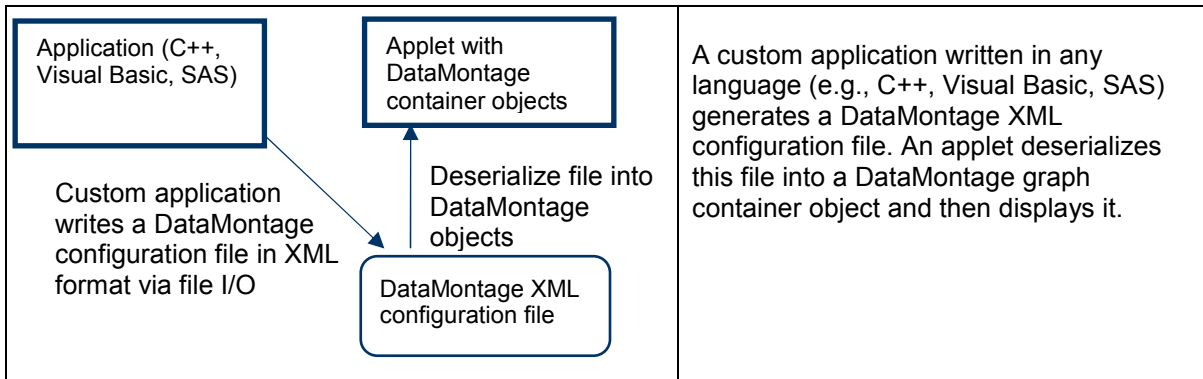 Application (C++,
Visual Basic, SAS)
Applet with
DataMontage
container objects
Custom application
writes a DataMontage
configuration file in XML
format via file I/O
Deserialize file into
DataMontage
objects
DataMontage XML
configuration file
A custom application written in any
language (e.g., C++, Visual Basic, SAS)
generates a DataMontage XML
configuration file. An applet deserializes
this file into a DataMontage graph
container object and then displays it.